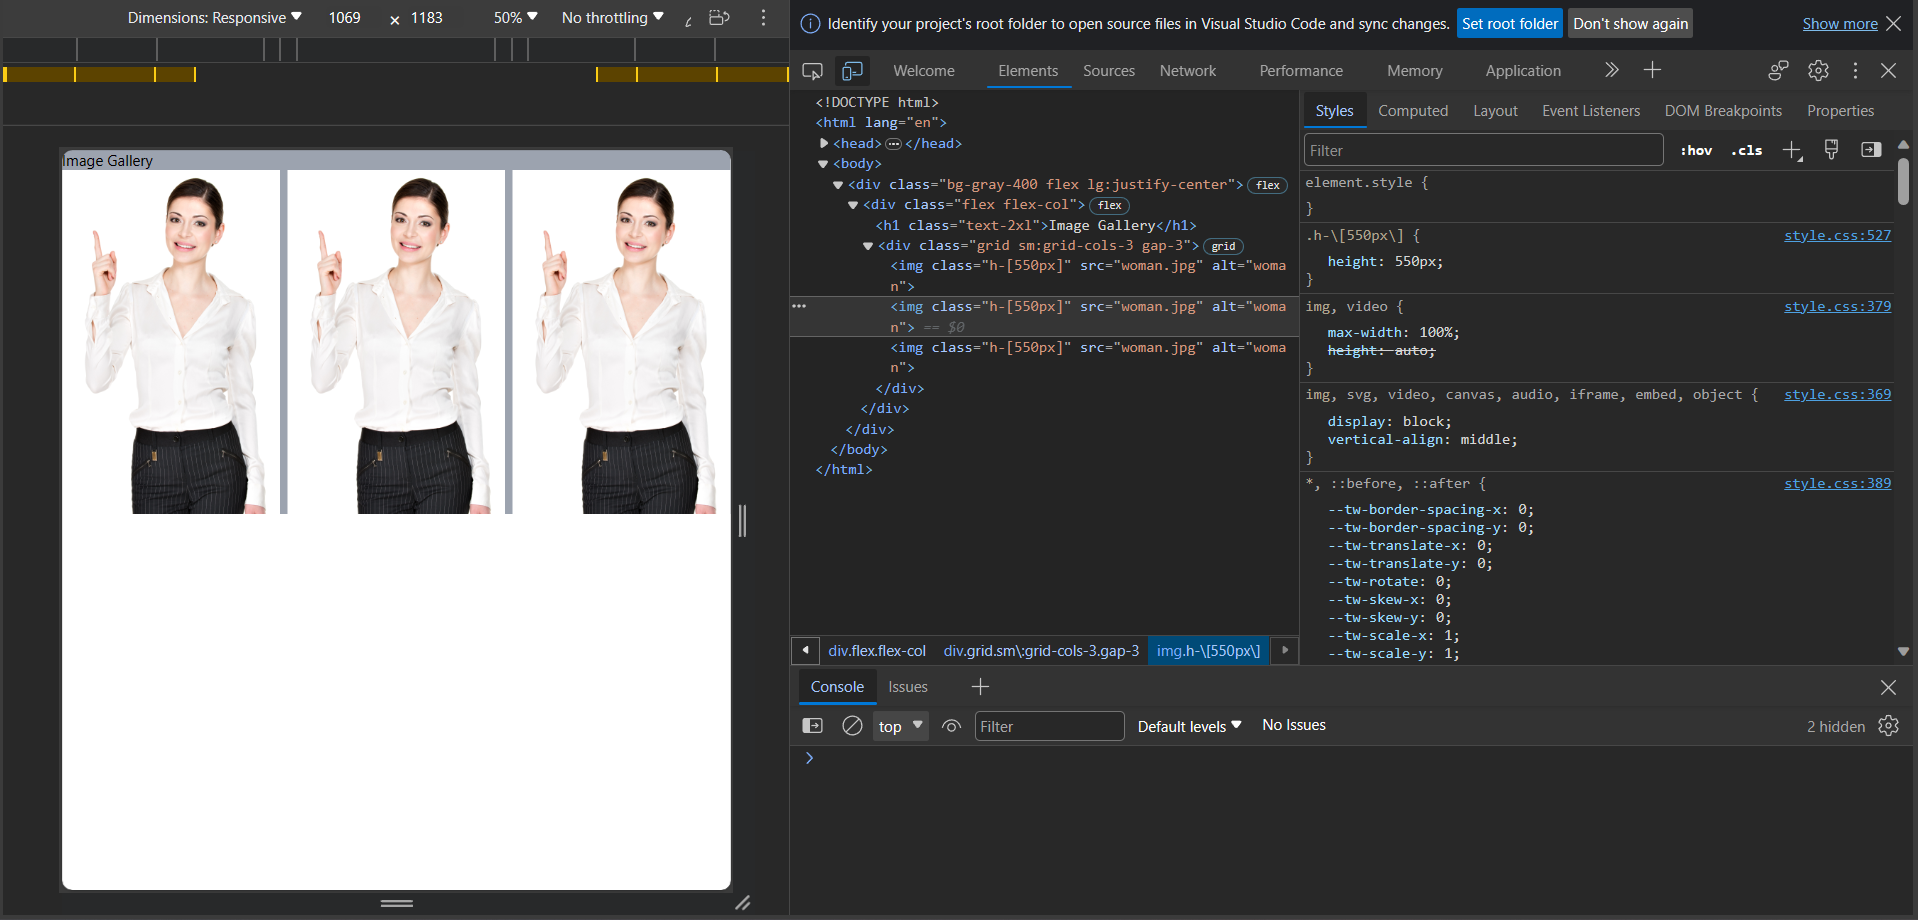 Dimensions: Responsive 1069 × 1183 50% No throttling
Image Gallery
Identify your project's root folder to open source files in Visual Studio Code and sync changes. Set root folder Don't show again Show more
Welcome Elements Sources Network Performance Memory Application
<!DOCTYPE html>
<html lang="en">
<head> ... </head>
<body>
<div class="bg-gray-400 flex lg:justify-center"> flex
<div class="flex flex-col"> flex
<h1 class="text-2xl">Image Gallery</h1>
<div class="grid sm:grid-cols-3 gap-3"> grid
<img class="h-[550px]" src="woman.jpg" alt="woma
n">
... <img class="h-[550px]" src="woman.jpg" alt="woma
n"> == $0
<img class="h-[550px]" src="woman.jpg" alt="woma
n">
</div>
</div>
</div>
</body>
</html>
div.flex.flex-col div.grid.sm\:grid-cols-3.gap-3 img.h-\[550px\]
Styles Computed Layout Event Listeners DOM Breakpoints Properties
Filter :hov .cls
element.style {
}
.h-\[550px\] { style.css:527
height: 550px;
}
img, video { style.css:379
max-width: 100%;
height: auto;
}
img, svg, video, canvas, audio, iframe, embed, object { style.css:369
display: block;
vertical-align: middle;
}
*, ::before, ::after { style.css:389
--tw-border-spacing-x: 0;
--tw-border-spacing-y: 0;
--tw-translate-x: 0;
--tw-translate-y: 0;
--tw-rotate: 0;
--tw-skew-x: 0;
--tw-skew-y: 0;
--tw-scale-x: 1;
--tw-scale-y: 1;
Console Issues
top Filter Default levels No Issues 2 hidden